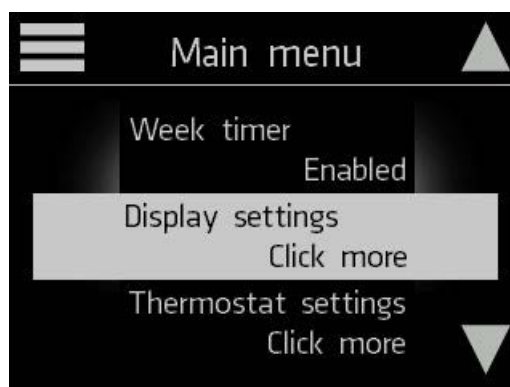 Main menu
Week timer
Enabled
Display settings
Click more
Thermostat settings
Click more